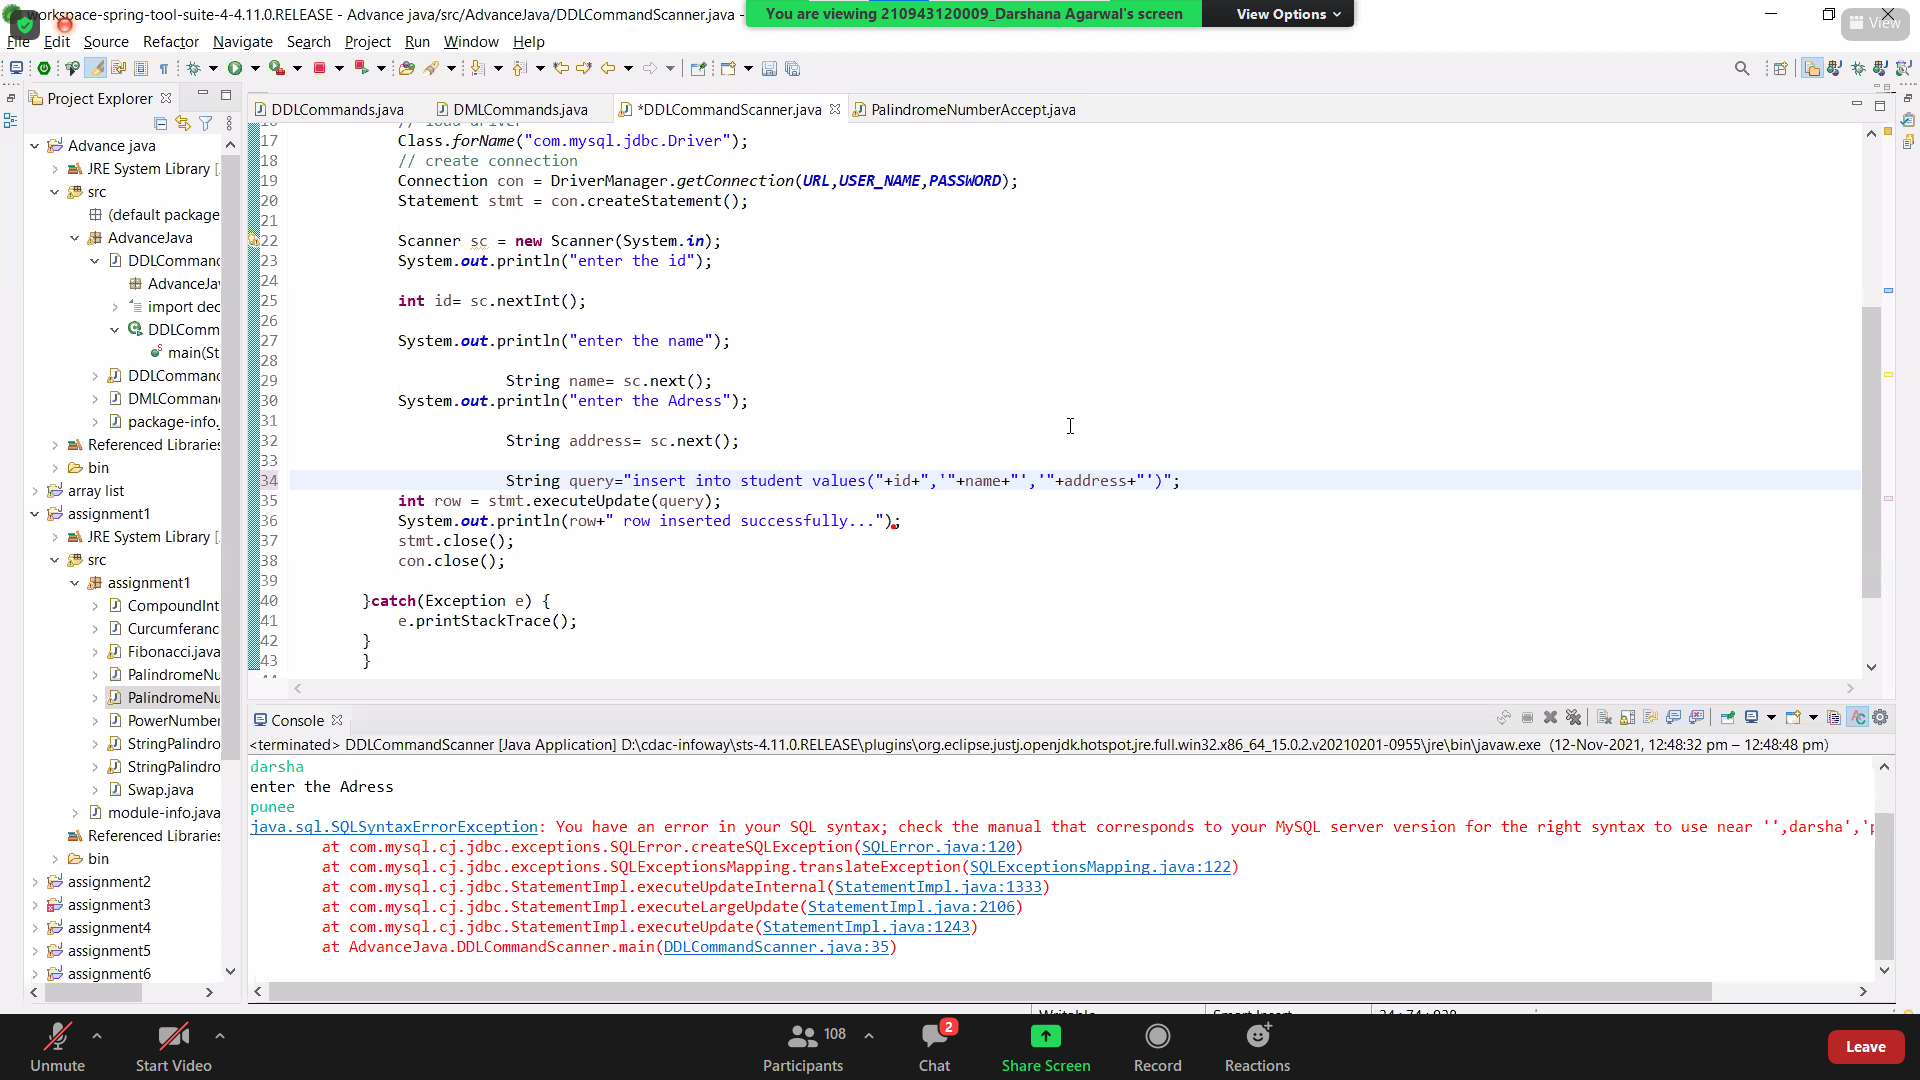 workspace-spring-tool-suite-4-4.11.0.RELEASE - Advance java/src/AdvanceJava/DDLCommandScanner.java -
You are viewing 210943120009_Darshana Agarwal's screen
View Options
View
File Edit Source Refactor Navigate Search Project Run Window Help
Project Explorer
DDLCommands.java
DMLCommands.java
*DDLCommandScanner.java
PalindromeNumberAccept.java
Advance java
JRE System Library [
src
(default package
AdvanceJava
DDLComman
AdvanceJa
import dec
DDLComm
main(St
DDLComman
DMLComman
package-info.
Referenced Libraries
bin
array list
assignment1
JRE System Library [
src
assignment1
CompoundInt
Curcumferanc
Fibonacci.java
PalindromeNu
PalindromeNu
PowerNumber
StringPalindro
StringPalindro
Swap.java
module-info.java
Referenced Libraries
bin
assignment2
assignment3
assignment4
assignment5
assignment6
16 // load driver
17 Class.forName("com.mysql.jdbc.Driver");
18 // create connection
19 Connection con = DriverManager.getConnection(URL,USER_NAME,PASSWORD);
20 Statement stmt = con.createStatement();
21
22 Scanner sc = new Scanner(System.in);
23 System.out.println("enter the id");
24
25 int id= sc.nextInt();
26
27 System.out.println("enter the name");
28
29 String name= sc.next();
30 System.out.println("enter the Adress");
31
32 String address= sc.next();
33
34 String query="insert into student values("+id+",'"+name+"','"+address+"')";
35 int row = stmt.executeUpdate(query);
36 System.out.println(row+" row inserted successfully...");
37 stmt.close();
38 con.close();
39
40 }catch(Exception e) {
41 e.printStackTrace();
42 }
43 }
Console
<terminated> DDLCommandScanner [Java Application] D:\cdac-infoway\sts-4.11.0.RELEASE\plugins\org.eclipse.justj.openjdk.hotspot.jre.full.win32.x86_64_15.0.2.v20210201-0955\jre\bin\javaw.exe (12-Nov-2021, 12:48:32 pm – 12:48:48 pm)
darsha
enter the Adress
punee
java.sql.SQLSyntaxErrorException: You have an error in your SQL syntax; check the manual that corresponds to your MySQL server version for the right syntax to use near '',darsha','p
at com.mysql.cj.jdbc.exceptions.SQLError.createSQLException(SQLError.java:120)
at com.mysql.cj.jdbc.exceptions.SQLExceptionsMapping.translateException(SQLExceptionsMapping.java:122)
at com.mysql.cj.jdbc.StatementImpl.executeUpdateInternal(StatementImpl.java:1333)
at com.mysql.cj.jdbc.StatementImpl.executeLargeUpdate(StatementImpl.java:2106)
at com.mysql.cj.jdbc.StatementImpl.executeUpdate(StatementImpl.java:1243)
at AdvanceJava.DDLCommandScanner.main(DDLCommandScanner.java:35)
Writable
Smart Insert
34 : 74 : 928
Unmute
Start Video
108
Participants
2
Chat
Share Screen
Record
Reactions
Leave